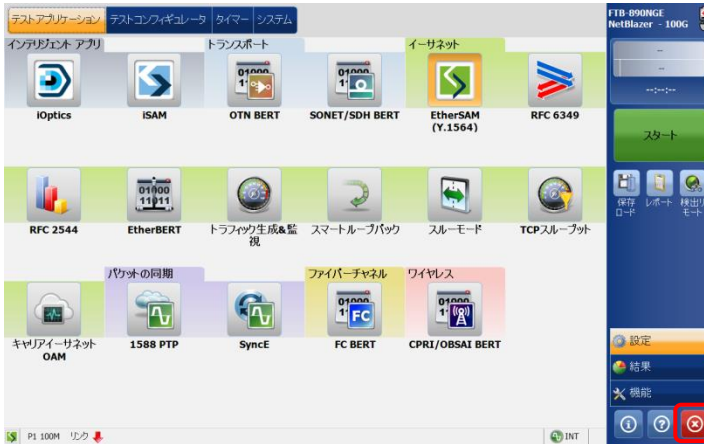 テストアプリケーション テストコンフィギュレータ タイマー システム
FTB-890NGE
NetBlazer - 100G
インテリジェント アプリ トランスポート イーサネット
--
--
--:--:--
iOptics iSAM OTN BERT SONET/SDH BERT EtherSAM (Y.1564) RFC 6349
スタート
保存
ロード
レポート
検出リ
モート
RFC 2544 EtherBERT トラフィック生成&監視 スマートループバック スルーモード TCPスループット
パケットの同期 ファイバーチャネル ワイヤレス
FC
キャリアイーサネット OAM 1588 PTP SyncE FC BERT CPRI/OBSAI BERT
設定
結果
機能
P1 100M リンク INT